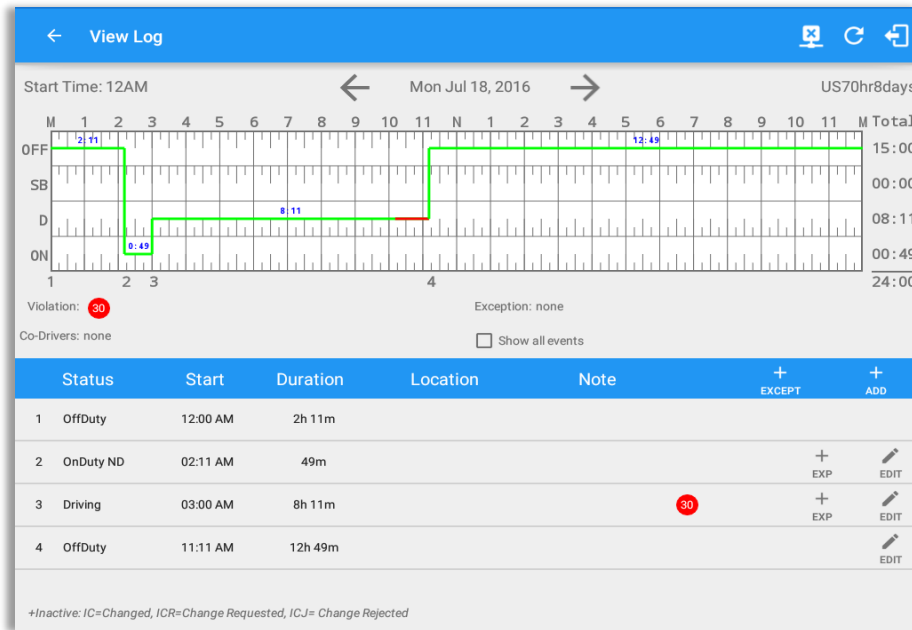 View Log
Start Time: 12AM Mon Jul 18, 2016 US70hr8days
M 1 2 3 4 5 6 7 8 9 10 11 N 1 2 3 4 5 6 7 8 9 10 11 M Total
OFF 2:11 12:49 15:00
SB 00:00
D 8:11 08:11
ON 0:49 00:49
1 2 3 4 24:00
Violation: 30 Exception: none
Co-Drivers: none Show all events
Status Start Duration Location Note + EXCEPT + ADD
1 OffDuty 12:00 AM 2h 11m
2 OnDuty ND 02:11 AM 49m + EXP EDIT
3 Driving 03:00 AM 8h 11m 30 + EXP EDIT
4 OffDuty 11:11 AM 12h 49m EDIT
+Inactive: IC=Changed, ICR=Change Requested, ICJ= Change Rejected